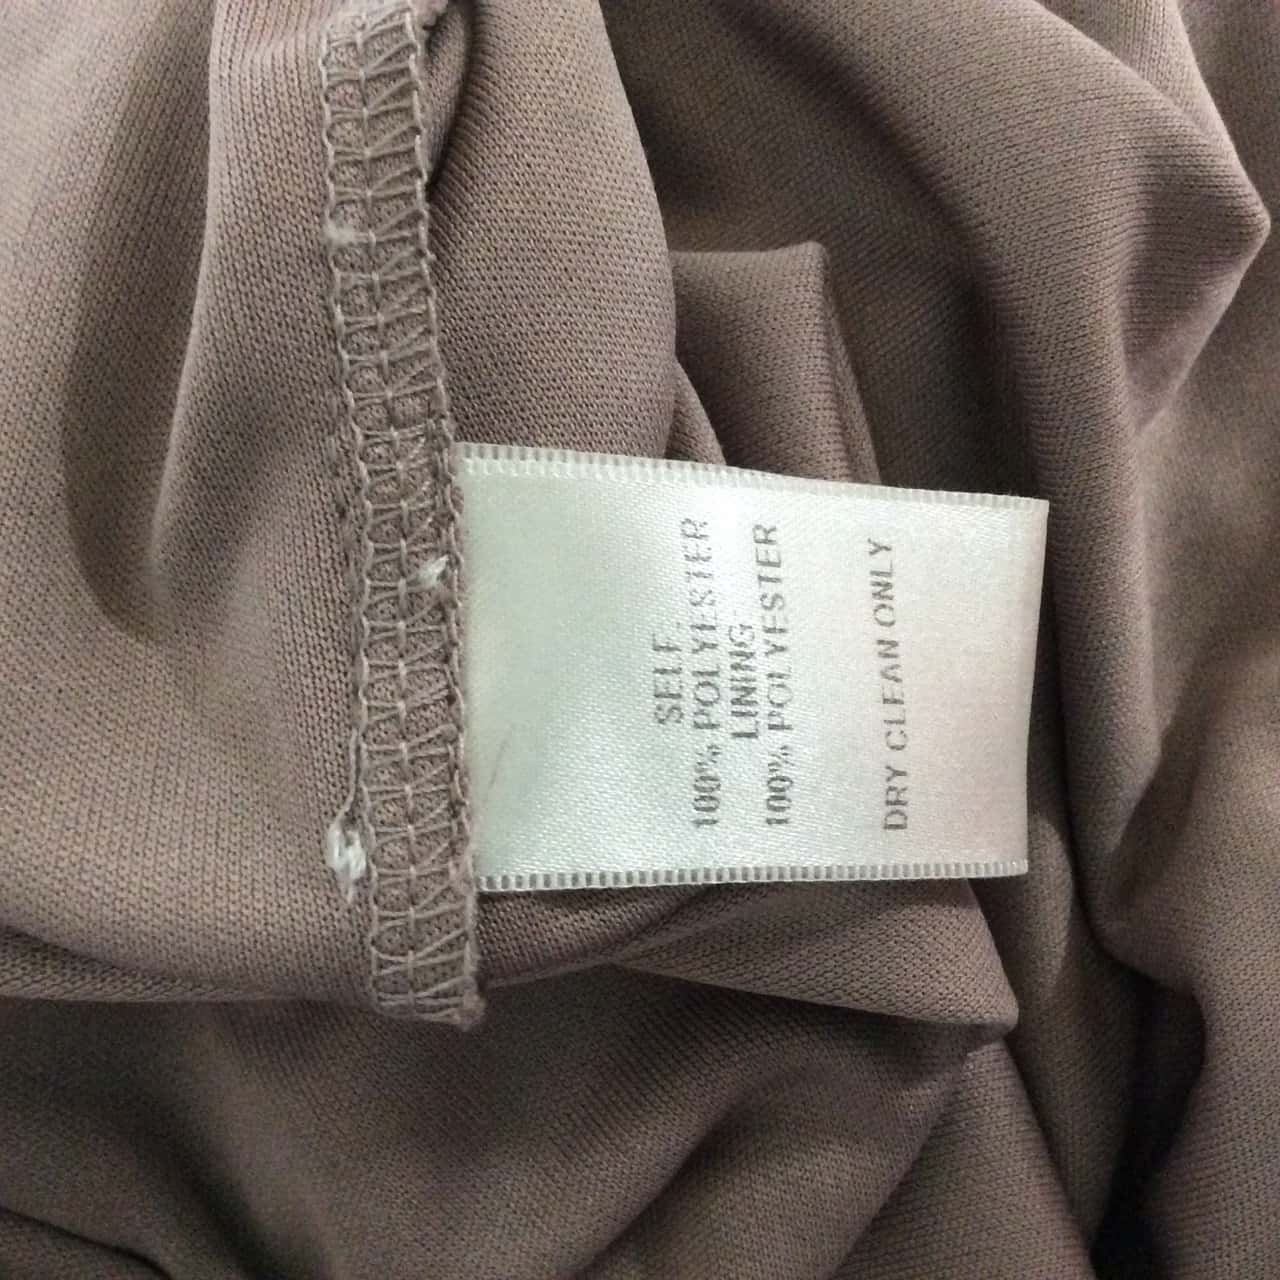 SELF
100% POLYESTER
LINING
100% POLYESTER
DRY CLEAN ONLY